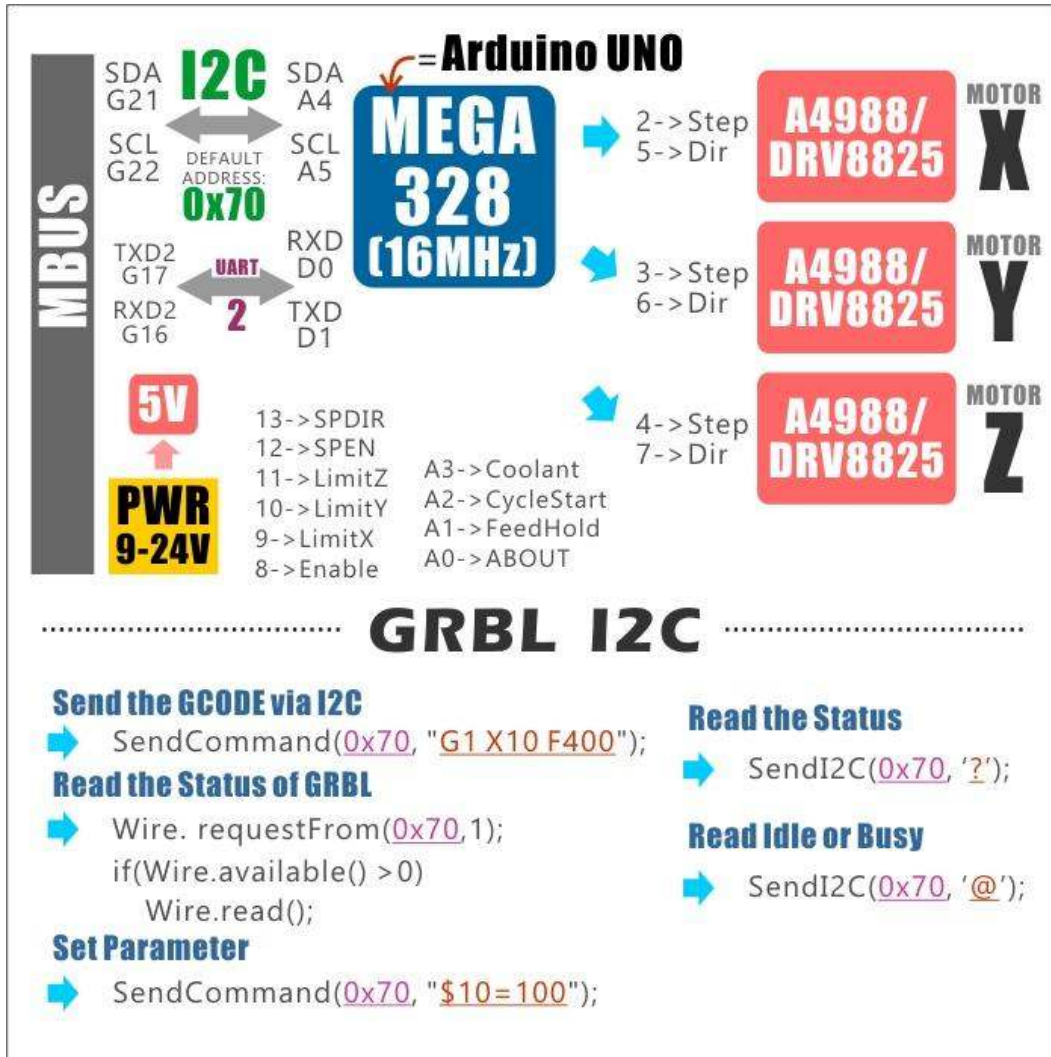 = Arduino UNO
MBUS
SDA
G21
I2C
SDA
A4
SCL
G22
DEFAULT
ADDRESS:
0x70
SCL
A5
TXD2
G17
UART
2
RXD
D0
RXD2
G16
TXD
D1
MEGA
328
(16MHz)
2->Step
5->Dir
A4988/
DRV8825
MOTOR
X
3->Step
6->Dir
A4988/
DRV8825
MOTOR
Y
4->Step
7->Dir
A4988/
DRV8825
MOTOR
Z
5V
PWR
9-24V
13->SPDIR
12->SPEN
11->LimitZ
10->LimitY
9->LimitX
8->Enable
A3->Coolant
A2->CycleStart
A1->FeedHold
A0->ABOUT
GRBL I2C
Send the GCODE via I2C
SendCommand(0x70, "G1 X10 F400");
Read the Status of GRBL
Wire. requestFrom(0x70,1);
if(Wire.available() >0)
Wire.read();
Set Parameter
SendCommand(0x70, "$10=100");
Read the Status
SendI2C(0x70, '?');
Read Idle or Busy
SendI2C(0x70, '@');